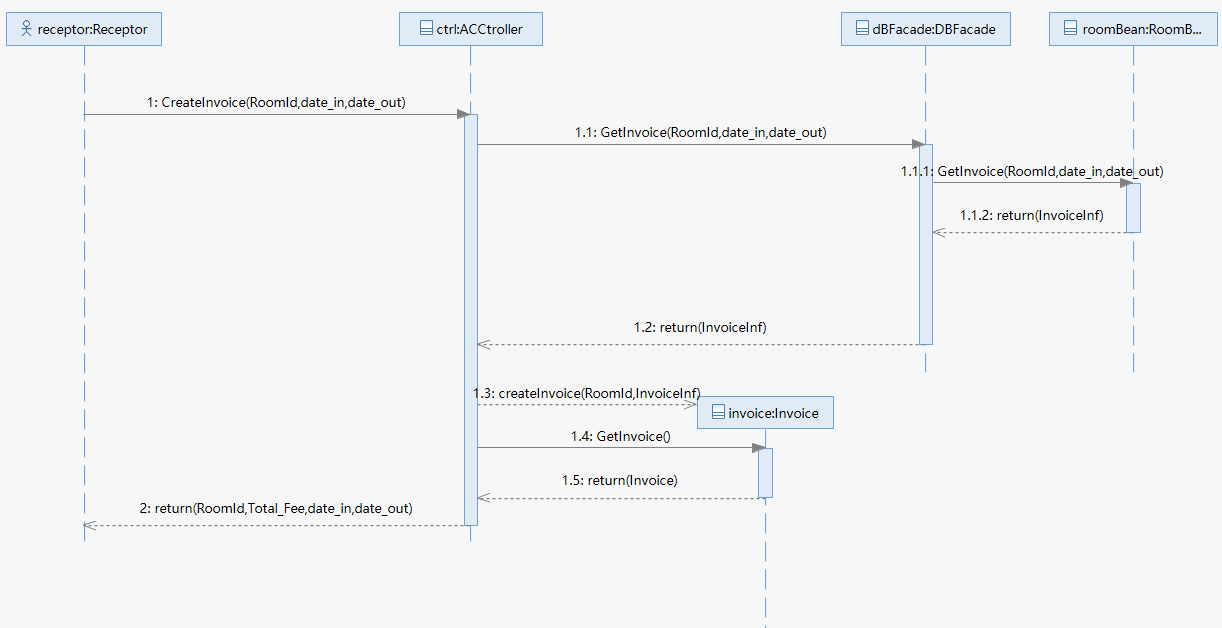 receptor:Receptor
ctrl:ACCtroller
dBFacade:DBFacade
roomBean:RoomB...
1: CreateInvoice(RoomId,date_in,date_out)
1.1: GetInvoice(RoomId,date_in,date_out)
1.1.1: GetInvoice(RoomId,date_in,date_out)
1.1.2: return(InvoiceInf)
1.2: return(InvoiceInf)
1.3: createInvoice(RoomId,InvoiceInf)
invoice:Invoice
1.4: GetInvoice()
1.5: return(Invoice)
2: return(RoomId,Total_Fee,date_in,date_out)